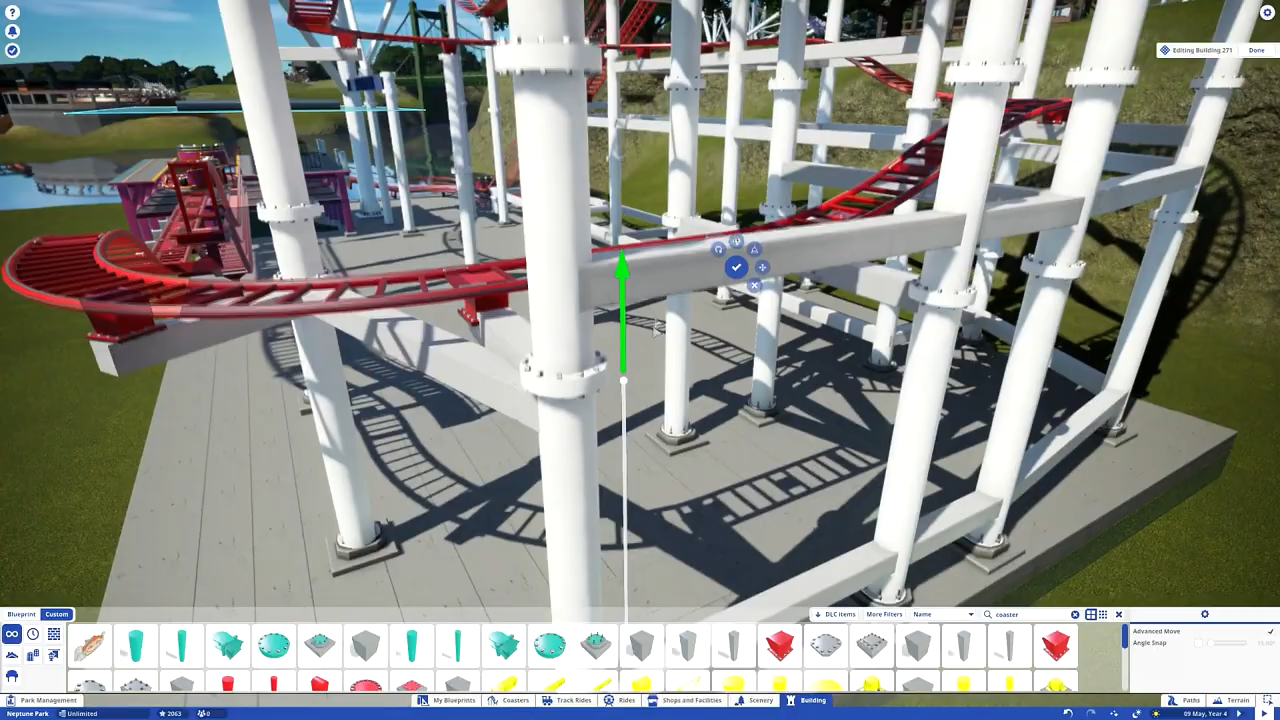 ?
Editing Building 271 Done
Blueprint Custom
DLC items More Filters Name coaster
Advanced Move
Angle Snap
Park Management My Blueprints Coasters Track Rides Rides Shops and Facilities Scenery Building Paths Terrain
Neptune Park Unlimited 2063 0 09 May, Year 4